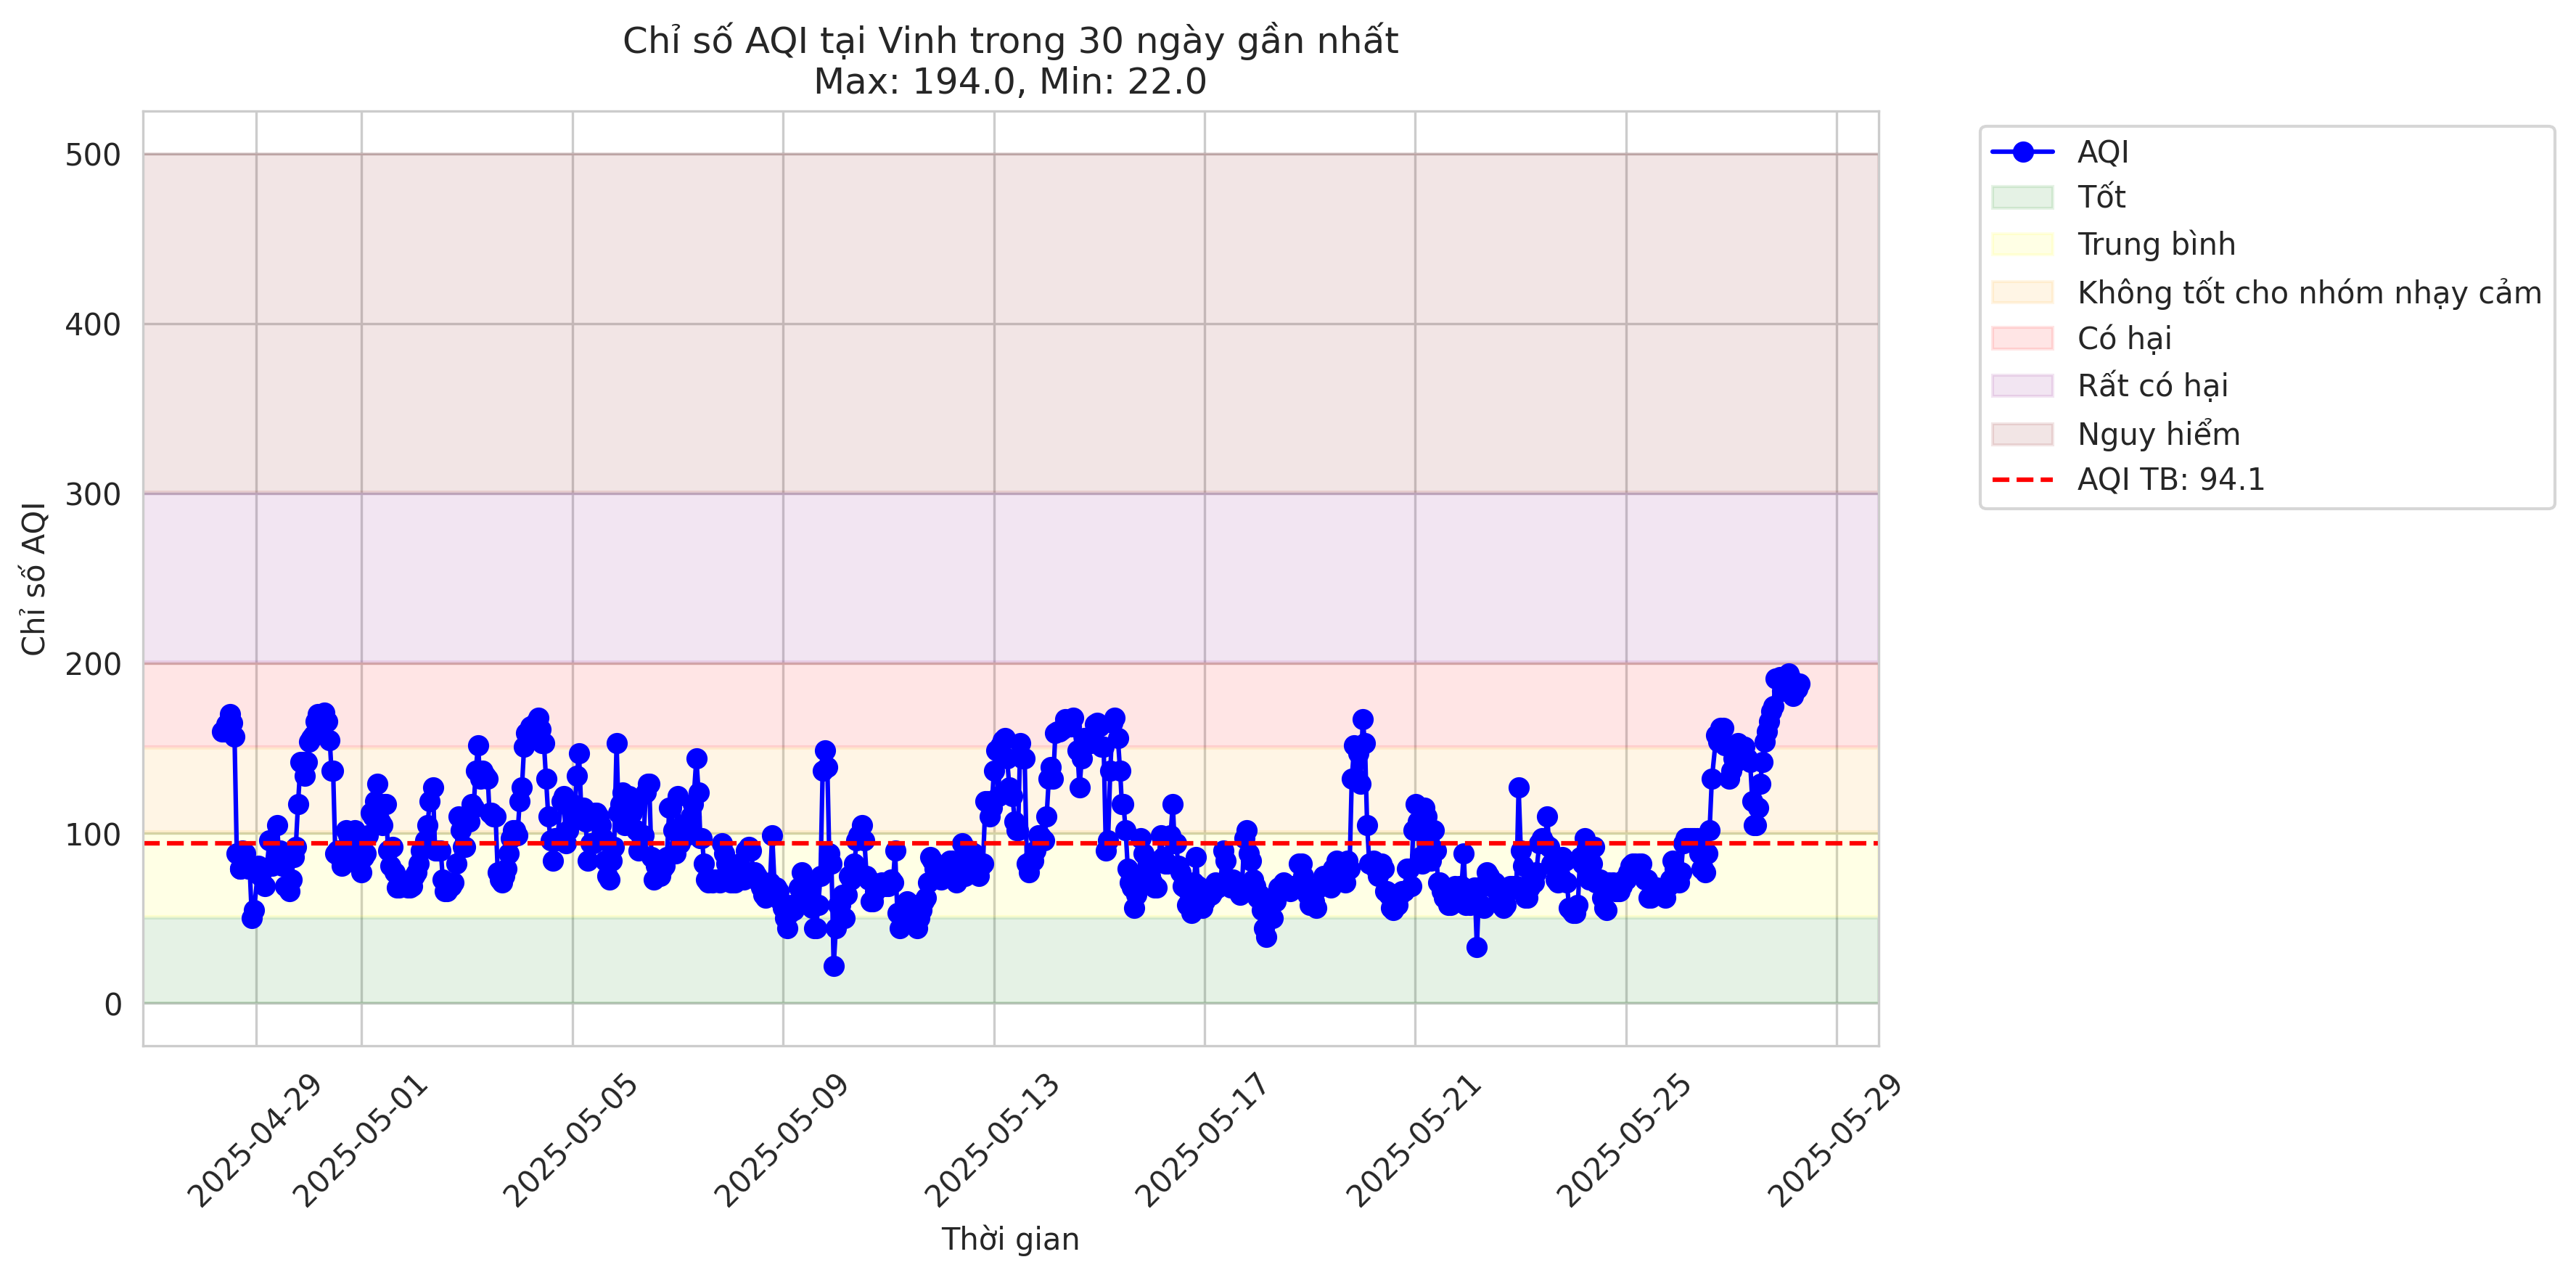 Chỉ số AQI tại Vinh trong 30 ngày gần nhất
Max: 194.0, Min: 22.0
Chỉ số AQI
500
400
300
200
100
0
2025-04-29
2025-05-01
2025-05-05
2025-05-09
2025-05-13
2025-05-17
2025-05-21
2025-05-25
2025-05-29
Thời gian
AQI
Tốt
Trung bình
Không tốt cho nhóm nhạy cảm
Có hại
Rất có hại
Nguy hiểm
AQI TB: 94.1